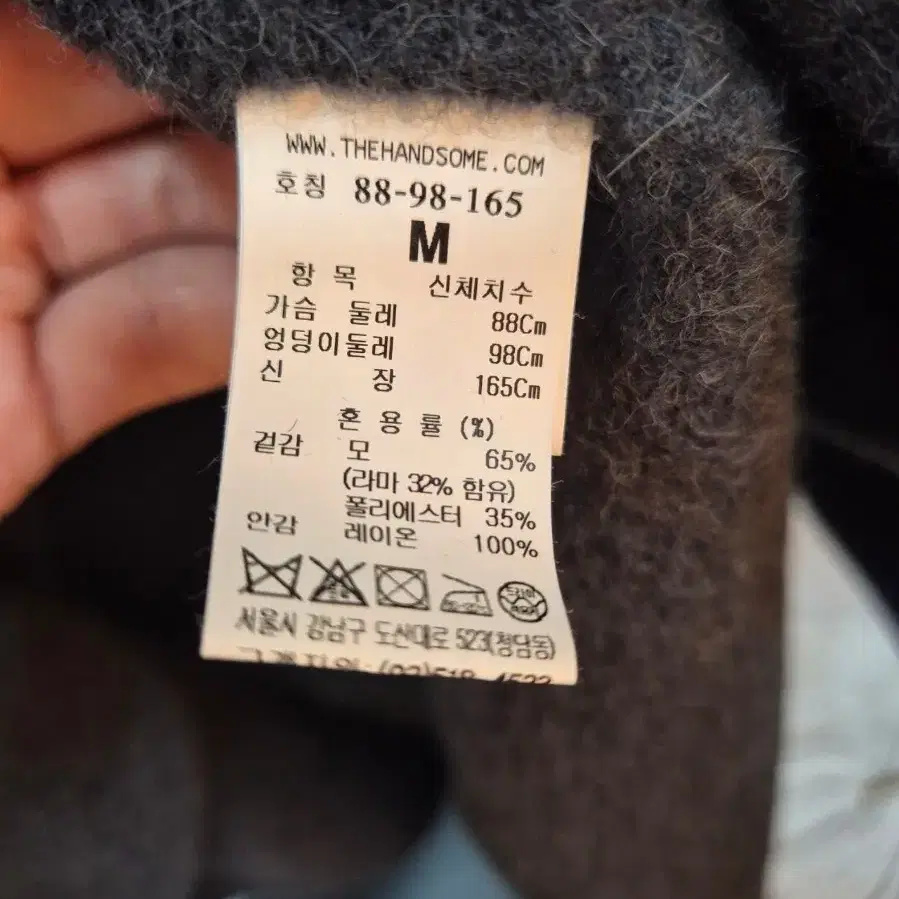 WWW.THEHANDSOME.COM
호칭 88-98-165
M
항 목 신체치수
가슴 둘레 88Cm
엉덩이둘레 98Cm
신 장 165Cm
혼 용 률 (%)
겉감 모 65%
(라마 32% 함유)
폴리에스터 35%
안감 레이온 100%
서울시 강남구 도산대로 523(청담동)